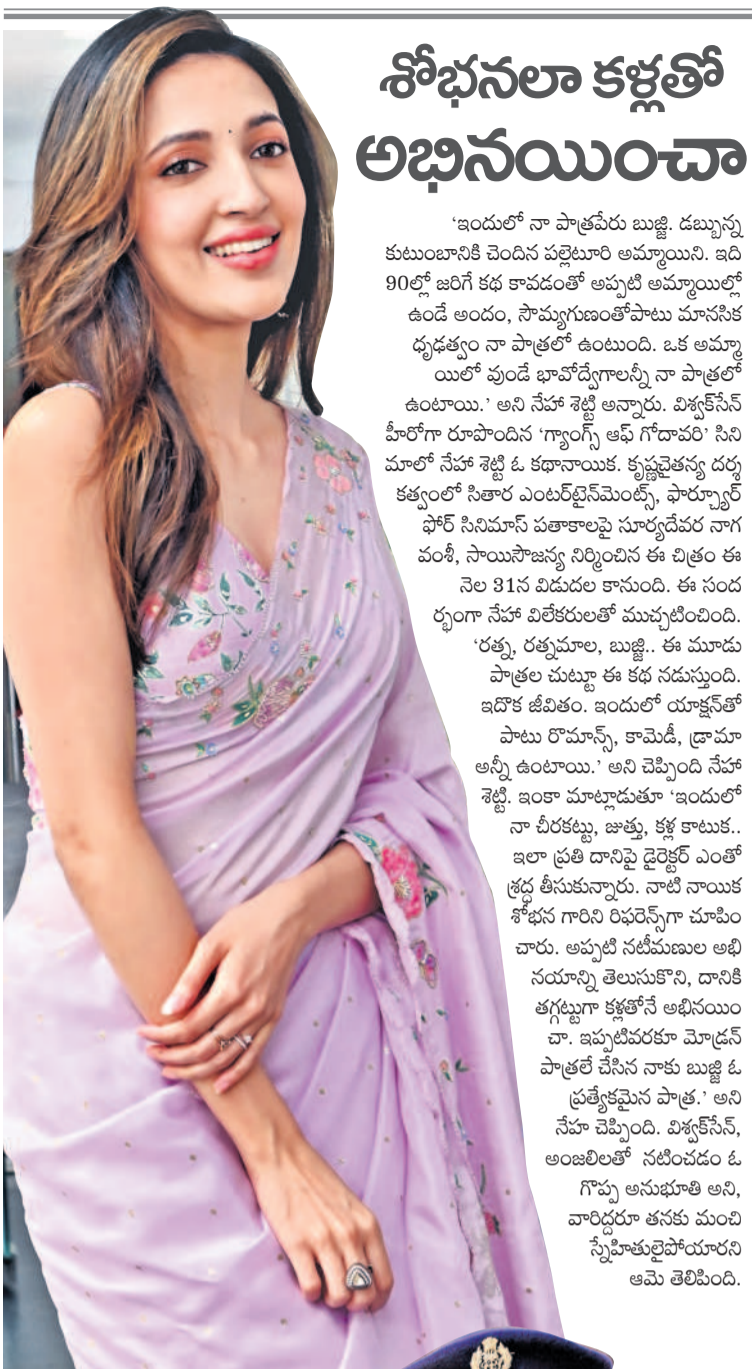 శోభనలా కళ్లతో
అభినయించా
‘ఇందులో నా పాత్రపేరు బుజ్జి. డబ్బున్న
కుటుంబానికి చెందిన పల్లెటూరి అమ్మాయిని. ఇది
90ల్లో జరిగే కథ కావడంతో అప్పటి అమ్మాయిల్లో
ఉండే అందం, సౌమ్యగుణంతోపాటు మానసిక
ధృఢత్వం నా పాత్రలో ఉంటుంది. ఒక అమ్మా
యిలో వుండే భావోద్వేగాలన్నీ నా పాత్రలో
ఉంటాయి.’ అని నేహా శెట్టి అన్నారు. విశ్వక్‌సేన్
హీరోగా రూపొందిన ‘గ్యాంగ్స్ ఆఫ్ గోదావరి’ సిని
మాలో నేహా శెట్టి ఓ కథానాయిక. కృష్ణచైతన్య దర్శ
కత్వంలో సితార ఎంటర్‌టైన్‌మెంట్స్, ఫార్చ్యూర్
ఫోర్ సినిమాస్ పతాకాలపై సూర్యదేవర నాగ
వంశీ, సాయిసౌజన్య నిర్మించిన ఈ చిత్రం ఈ
నెల 31న విడుదల కానుంది. ఈ సంద
ర్భంగా నేహా విలేకరులతో ముచ్చటించింది.
‘రత్న, రత్నమాల, బుజ్జి.. ఈ మూడు
పాత్రల చుట్టూ ఈ కథ నడుస్తుంది.
ఇదొక జీవితం. ఇందులో యాక్షన్‌తో
పాటు రొమాన్స్, కామెడీ, డ్రామా
అన్నీ ఉంటాయి.’ అని చెప్పింది నేహా
శెట్టి. ఇంకా మాట్లాడుతూ ‘ఇందులో
నా చీరకట్టు, జుత్తు, కళ్ల కాటుక..
ఇలా ప్రతి దానిపై డైరెక్టర్ ఎంతో
శ్రద్ధ తీసుకున్నారు. నాటి నాయిక
శోభన గారిని రిఫరెన్స్‌గా చూపిం
చారు. అప్పటి నటీమణుల అభి
నయాన్ని తెలుసుకొని, దానికి
తగ్గట్టుగా కళ్లతోనే అభినయిం
చా. ఇప్పటివరకూ మోడ్రన్
పాత్రలే చేసిన నాకు బుజ్జి ఓ
ప్రత్యేకమైన పాత్ర.’ అని
నేహ చెప్పింది. విశ్వక్‌సేన్,
అంజలిలతో నటించడం ఓ
గొప్ప అనుభూతి అని,
వారిద్దరూ తనకు మంచి
స్నేహితులైపోయారని
ఆమె తెలిపింది.